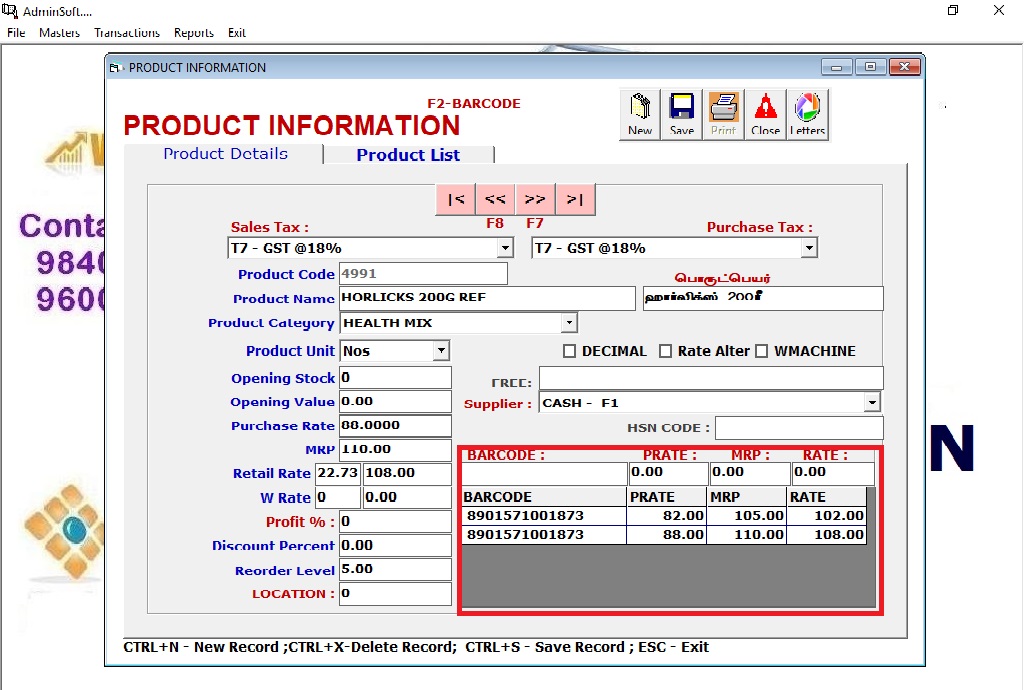 AdminSoft....
File Masters Transactions Reports Exit
PRODUCT INFORMATION
F2-BARCODE
PRODUCT INFORMATION
New Save Print Close Letters
Product Details Product List
|< << >> >|
Sales Tax : F8 F7 Purchase Tax :
T7 - GST @18% T7 - GST @18%
Product Code 4991 பொருட்பெயர்
Product Name HORLICKS 200G REF ஹார்லிக்ஸ் 200
Product Category HEALTH MIX
Product Unit Nos DECIMAL Rate Alter WMACHINE
Opening Stock 0 FREE:
Opening Value 0.00 Supplier : CASH - F1
Purchase Rate 88.0000 HSN CODE :
MRP 110.00 BARCODE : PRATE : MRP : RATE :
Retail Rate 22.73 108.00 0.00 0.00 0.00
W Rate 0 0.00 BARCODE PRATE MRP RATE
8901571001873 82.00 105.00 102.00
Profit % : 0 8901571001873 88.00 110.00 108.00
Discount Percent 0.00
Reorder Level 5.00
LOCATION : 0
CTRL+N - New Record ;CTRL+X-Delete Record; CTRL+S - Save Record ; ESC - Exit
Conta
984
960
N